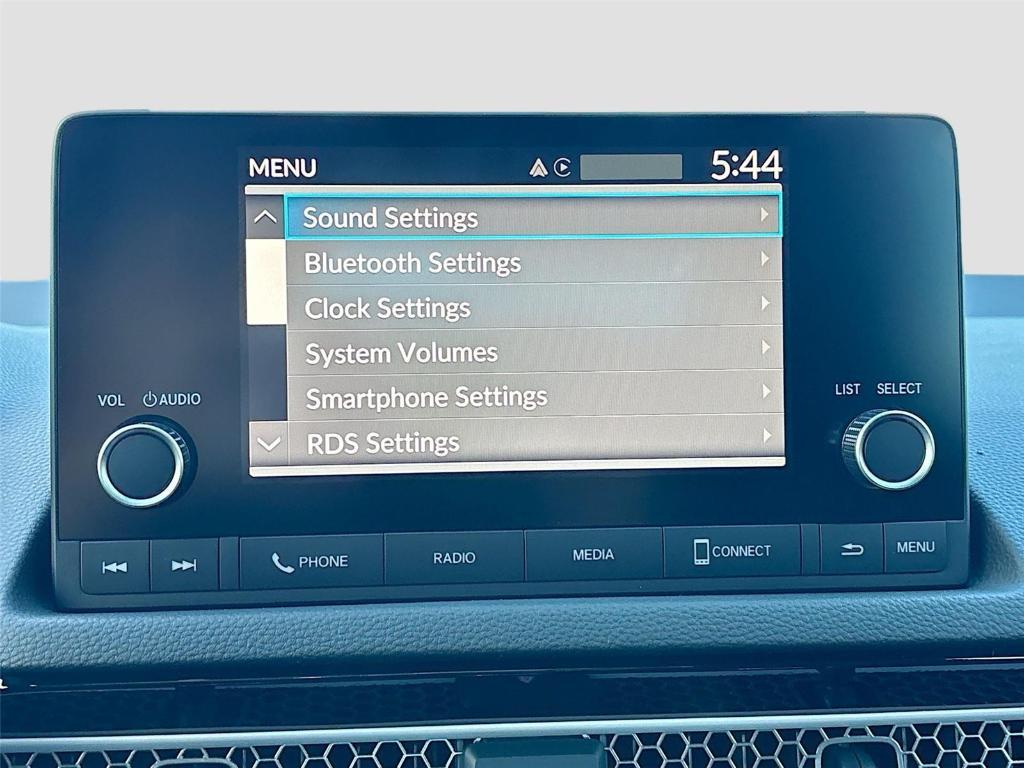 MENU 5:44
Sound Settings
Bluetooth Settings
Clock Settings
System Volumes
Smartphone Settings
RDS Settings
VOL AUDIO
LIST SELECT
PHONE RADIO MEDIA CONNECT MENU